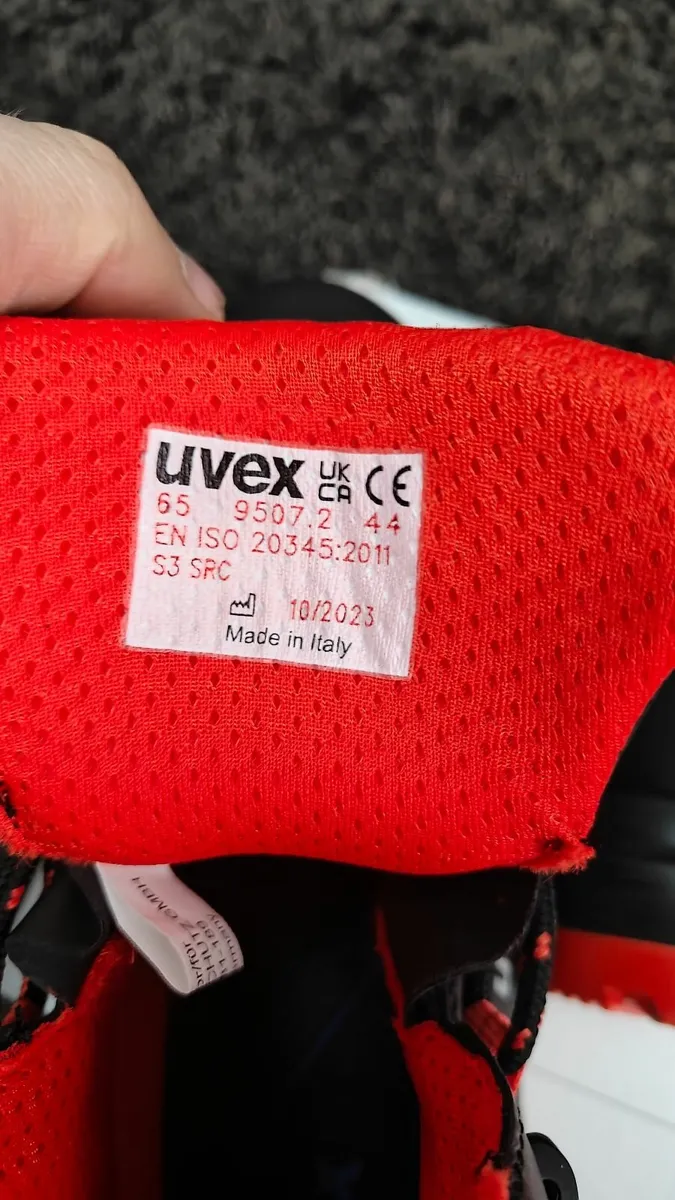 uvex UK CA CE
65 9507.2 44
EN ISO 20345:2011
S3 SRC
10/2023
Made in Italy